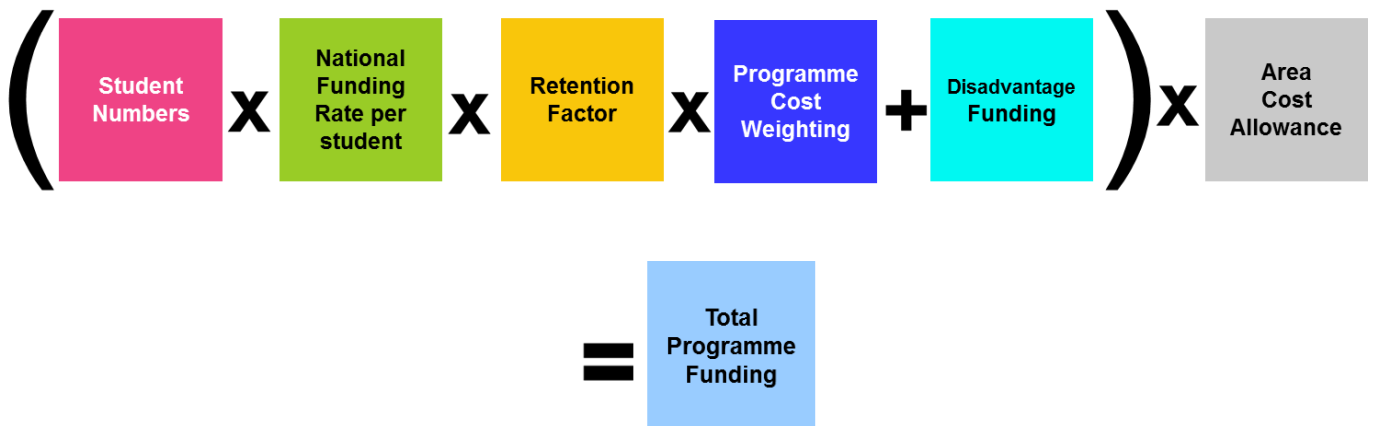 ( Student Numbers x National Funding Rate per student x Retention Factor x Programme Cost Weighting + Disadvantage Funding ) x Area Cost Allowance
= Total Programme Funding